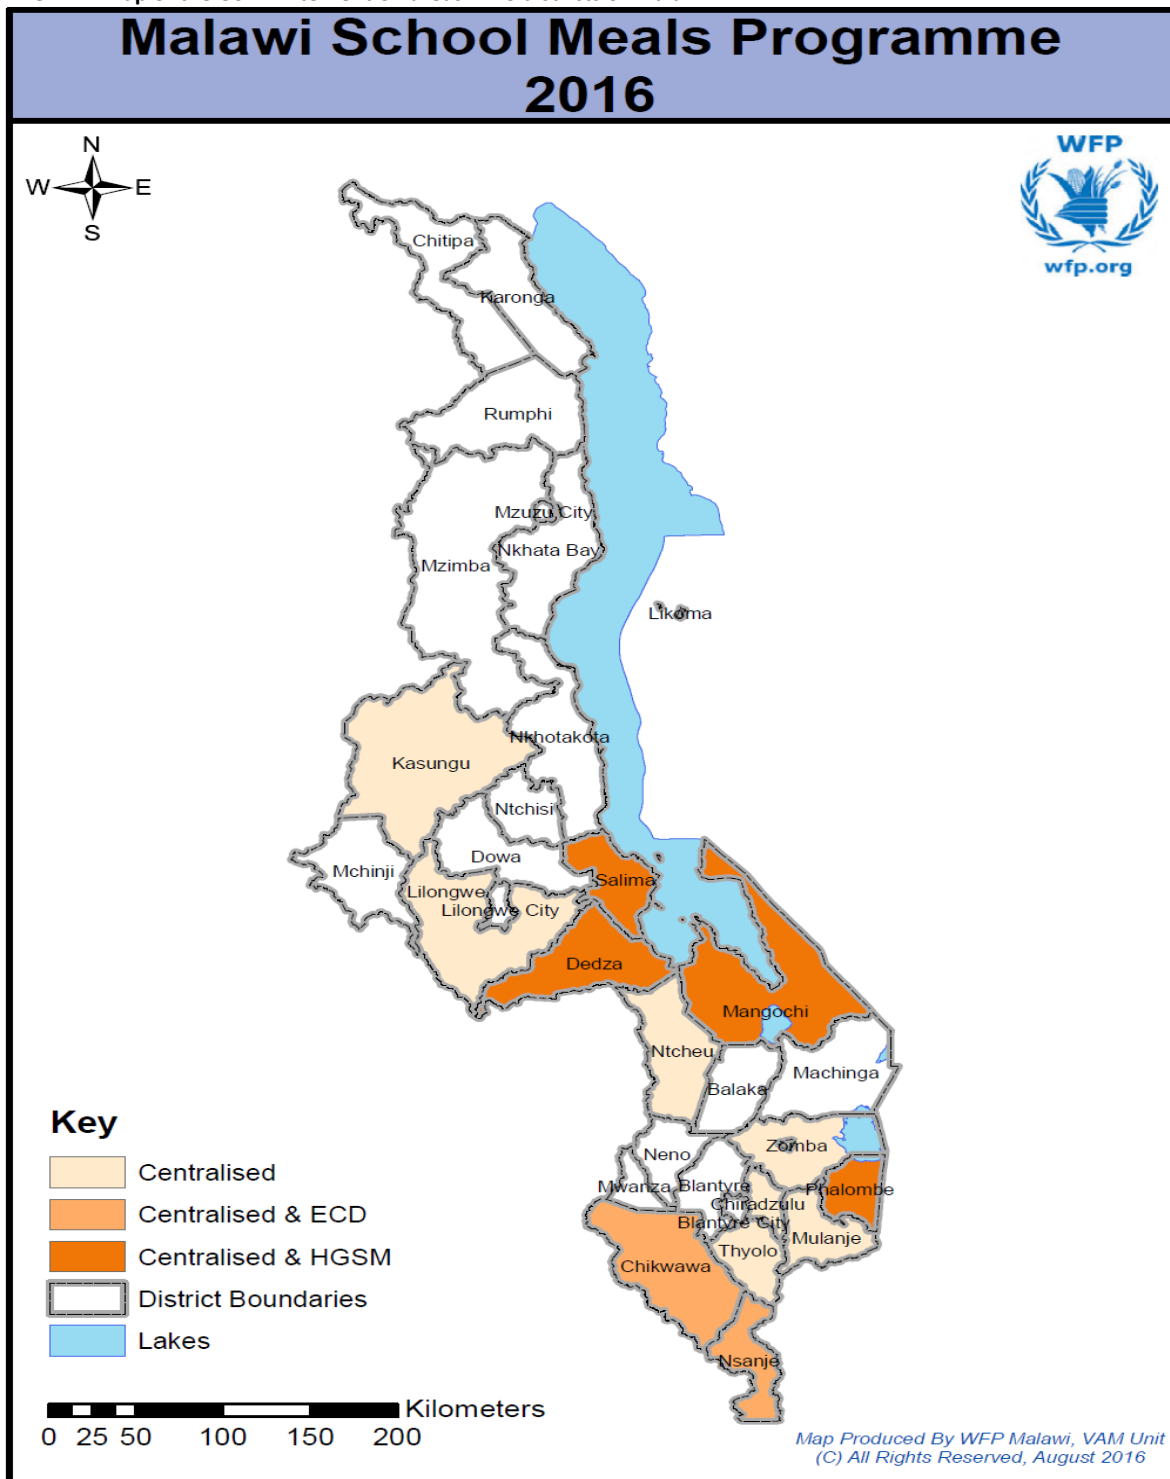 Malawi School Meals Programme
2016
N
W E
S
WFP
wfp.org
Chitipa
Karonga
Rumphi
Mzuzu City
Nkhata Bay
Mzimba
Likoma
Nkhotakota
Kasungu
Ntchisi
Dowa
Mchinji
Salima
Lilongwe
Lilongwe City
Dedza
Mangochi
Ntcheu
Machinga
Balaka
Zomba
Neno
Mwanza
Blantyre
Phalombe
Chiradzulu
Blantyre City
Mulanje
Thyolo
Chikwawa
Nsanje
Key
Centralised
Centralised & ECD
Centralised & HGSM
District Boundaries
Lakes
Kilometers
0 25 50 100 150 200
Map Produced By WFP Malawi, VAM Unit
(C) All Rights Reserved, August 2016